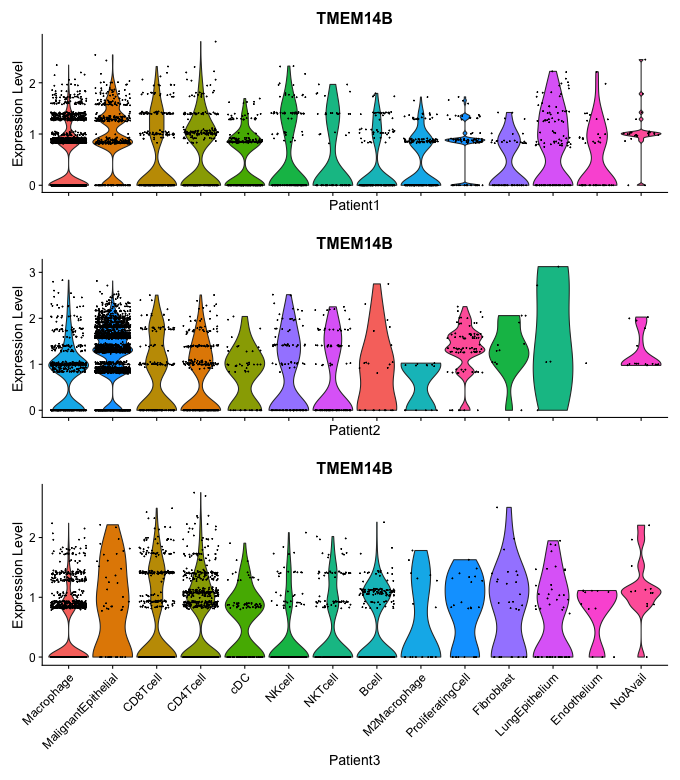 TMEM14B
Expression Level
2
1
0
Patient1
TMEM14B
Expression Level
3
2
1
0
Patient2
TMEM14B
Expression Level
2
1
0
Macrophage
MalignantEpithelial
CD8Tcell
CD4Tcell
cDC
NKcell
NKTcell
Bcell
M2Macrophage
ProliferatingCell
Fibroblast
LungEpithelium
Endothelium
NotAvail
Patient3